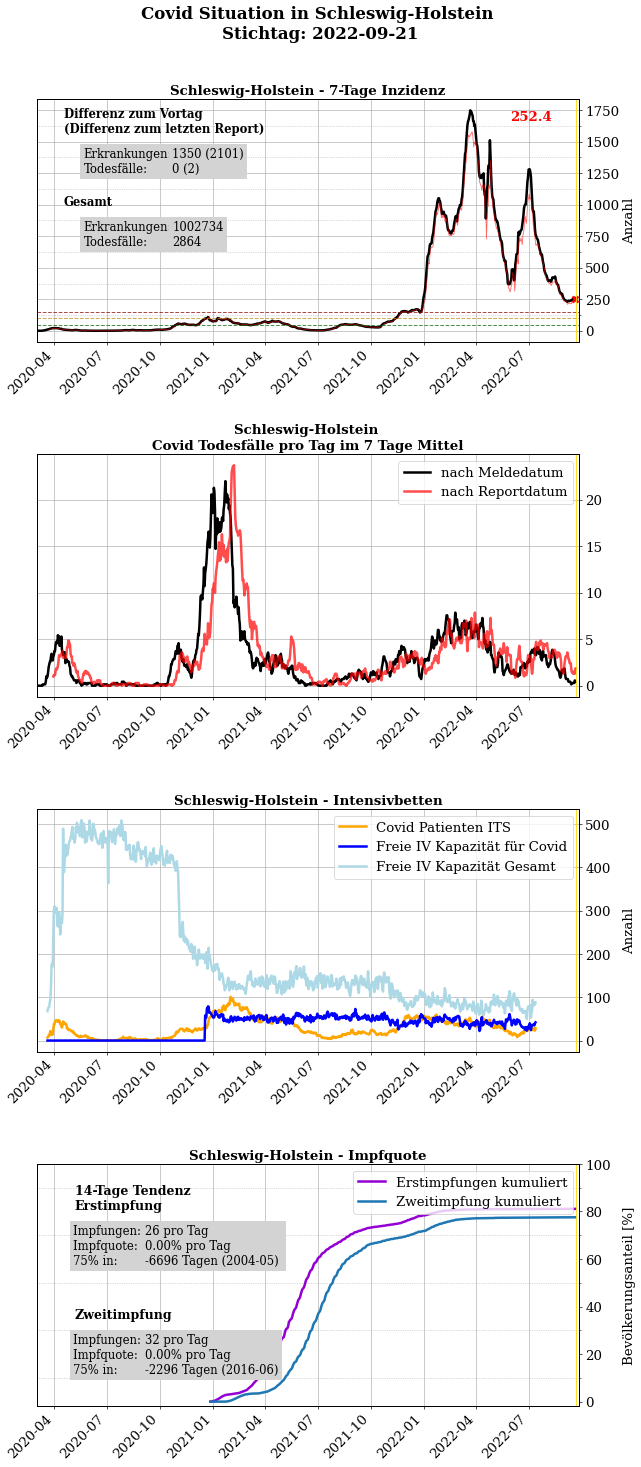 Covid Situation in Schleswig-Holstein
Stichtag: 2022-09-21
Schleswig-Holstein - 7-Tage Inzidenz
Differenz zum Vortag
(Differenz zum letzten Report)
Erkrankungen 1350 (2101)
Todesfälle: 0 (2)
Gesamt
Erkrankungen 1002734
Todesfälle: 2864
252.4
1750
1500
1250
1000
750
500
250
0
Anzahl
2020-04
2020-07
2020-10
2021-01
2021-04
2021-07
2021-10
2022-01
2022-04
2022-07
Schleswig-Holstein
Covid Todesfälle pro Tag im 7 Tage Mittel
nach Meldedatum
nach Reportdatum
20
15
10
5
0
2020-04
2020-07
2020-10
2021-01
2021-04
2021-07
2021-10
2022-01
2022-04
2022-07
Schleswig-Holstein - Intensivbetten
Covid Patienten ITS
Freie IV Kapazität für Covid
Freie IV Kapazität Gesamt
500
400
300
200
100
0
Anzahl
2020-04
2020-07
2020-10
2021-01
2021-04
2021-07
2021-10
2022-01
2022-04
2022-07
Schleswig-Holstein - Impfquote
14-Tage Tendenz
Erstimpfung
Impfungen: 26 pro Tag
Impfquote: 0.00% pro Tag
75% in: -6696 Tagen (2004-05)
Zweitimpfung
Impfungen: 32 pro Tag
Impfquote: 0.00% pro Tag
75% in: -2296 Tagen (2016-06)
Erstimpfungen kumuliert
Zweitimpfung kumuliert
100
80
60
40
20
0
Bevölkerungsanteil [%]
2020-04
2020-07
2020-10
2021-01
2021-04
2021-07
2021-10
2022-01
2022-04
2022-07